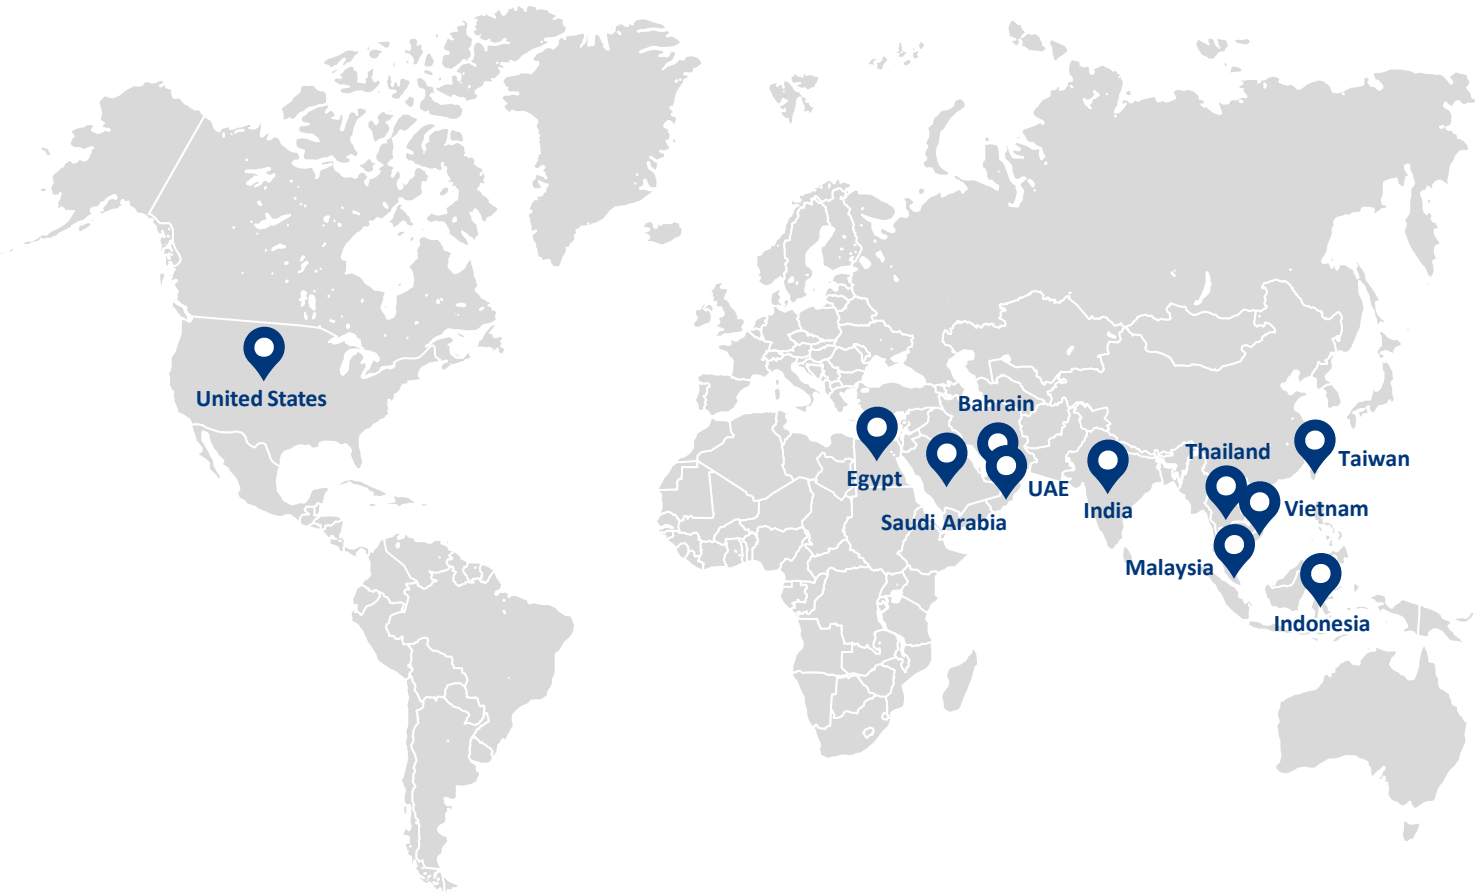 United States
Bahrain
Thailand
Taiwan
Egypt
UAE
India
Vietnam
Saudi Arabia
Malaysia
Indonesia